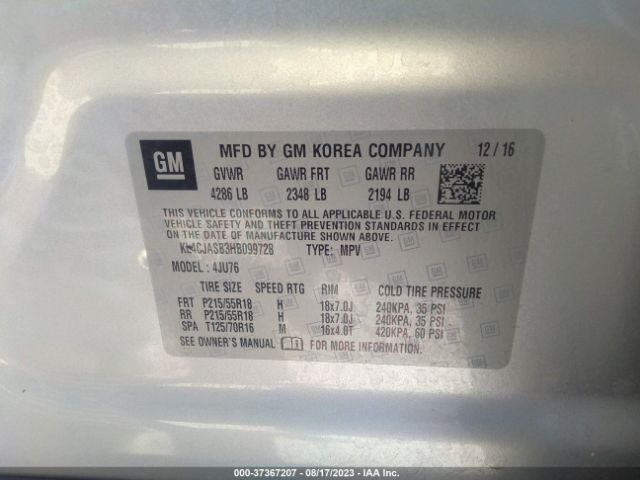 GM MFD BY GM KOREA COMPANY 12/16
GVWR GAWR FRT GAWR RR
4286 LB 2348 LB 2194 LB
THIS VEHICLE CONFORMS TO ALL APPLICABLE U.S. FEDERAL MOTOR
VEHICLE SAFETY AND THEFT PREVENTION STANDARDS IN EFFECT
ON THE DATE OF MANUFACTURE SHOWN ABOVE.
KL4CJASB3HB099728 TYPE: MPV
MODEL: 4JU76
TIRE SIZE SPEED RTG RIM COLD TIRE PRESSURE
FRT P215/55R18 H 18x7.0J 240KPA, 35 PSI
RR P215/55R18 H 18x7.0J 240KPA, 35 PSI
SPA T125/70R16 M 16x4.0T 420KPA, 60 PSI
SEE OWNER'S MANUAL FOR MORE INFORMATION.
000-37367207 - 08/17/2023 - IAA Inc.